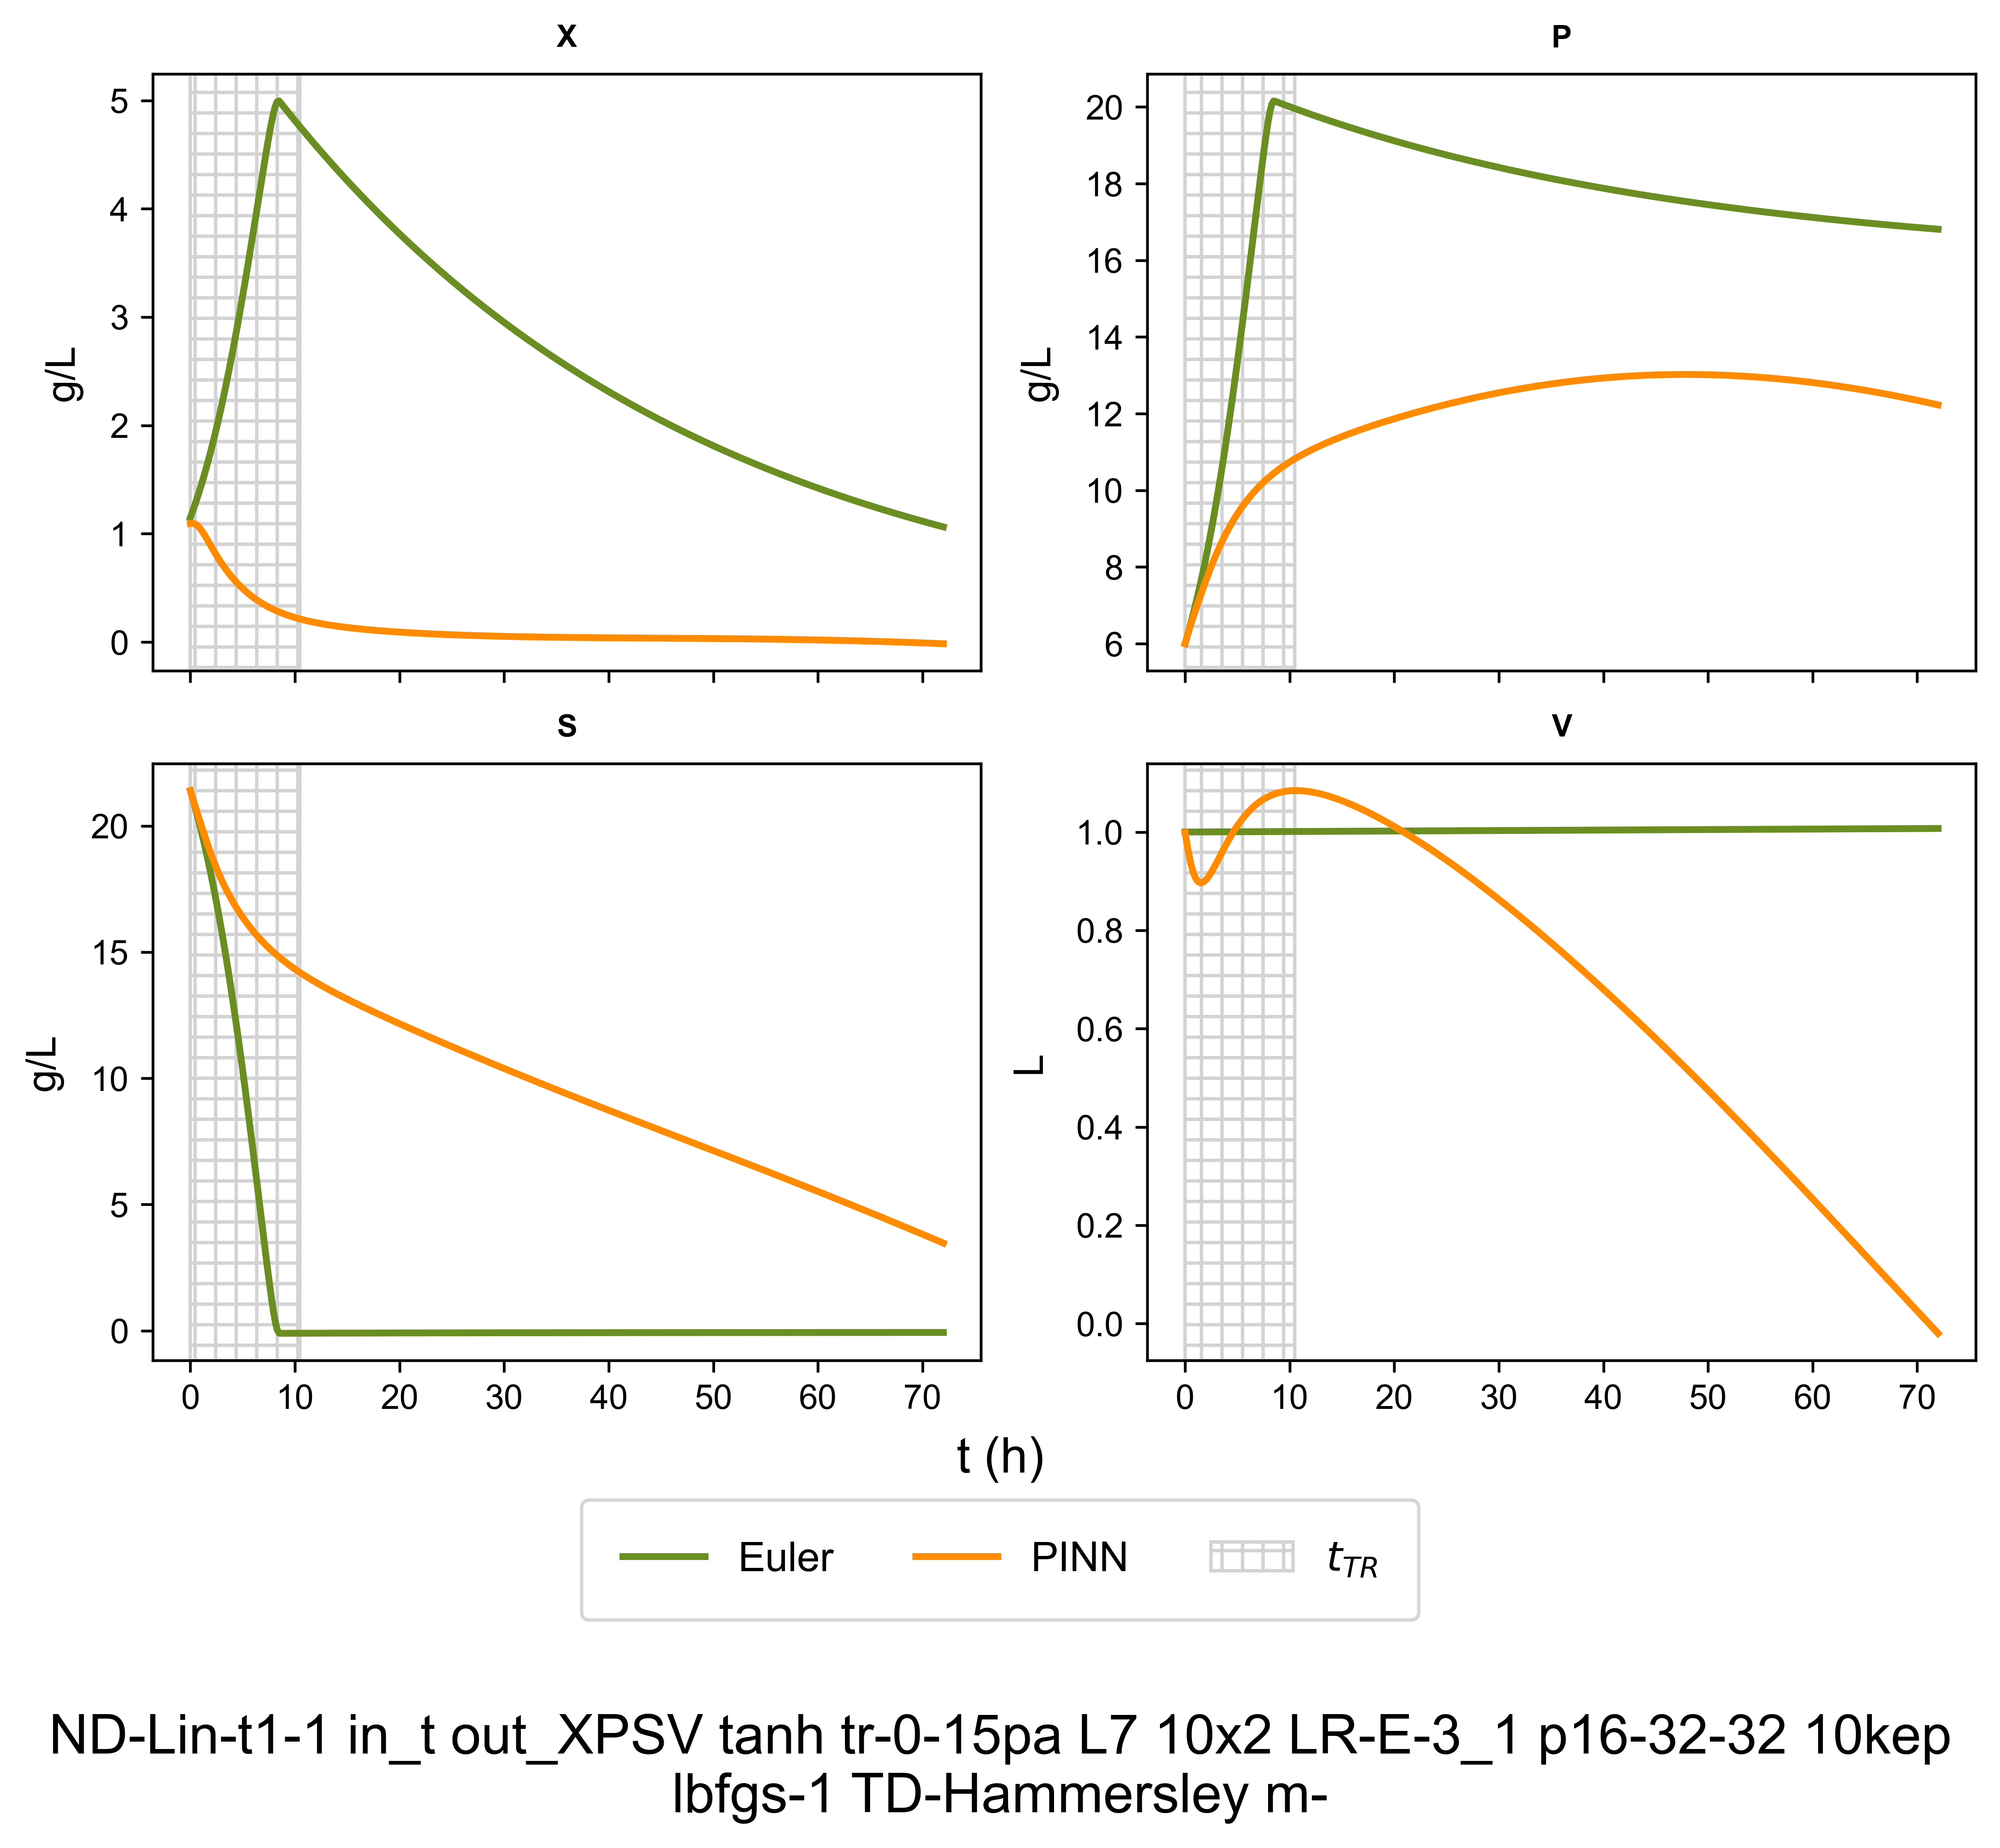 X
P
5
4
3
2
1
0
g/L
20
18
16
14
12
10
8
6
g/L
S
V
20
15
10
5
0
g/L
0 10 20 30 40 50 60 70
1.0
0.8
0.6
0.4
0.2
0.0
L
0 10 20 30 40 50 60 70
t (h)
Euler PINN t_TR
ND-Lin-t1-1 in_t out_XPSV tanh tr-0-15pa L7 10x2 LR-E-3_1 p16-32-32 10kep
lbfgs-1 TD-Hammersley m-